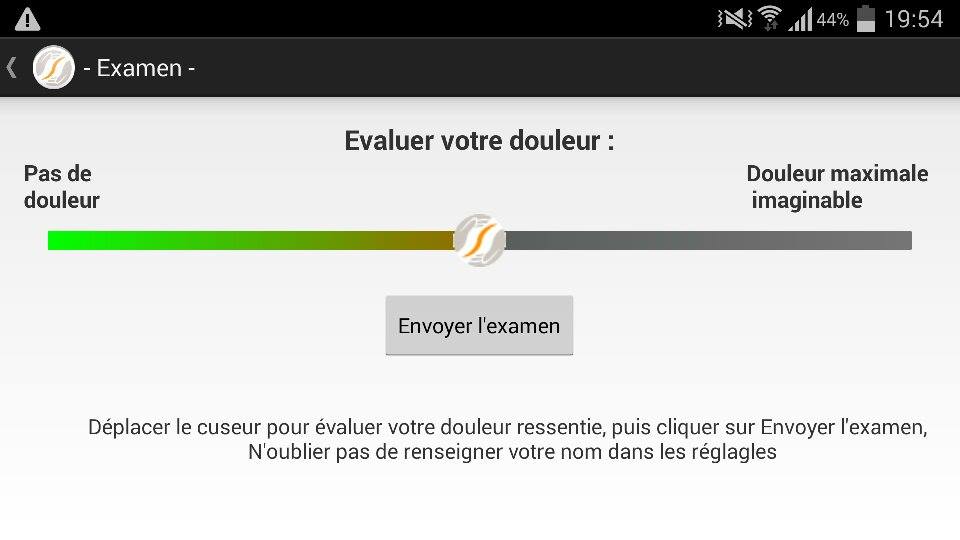 44% 19:54
- Examen -
Evaluer votre douleur :
Pas de
douleur
Douleur maximale
imaginable
Envoyer l'examen
Déplacer le cuseur pour évaluer votre douleur ressentie, puis cliquer sur Envoyer l'examen,
N'oublier pas de renseigner votre nom dans les réglagles